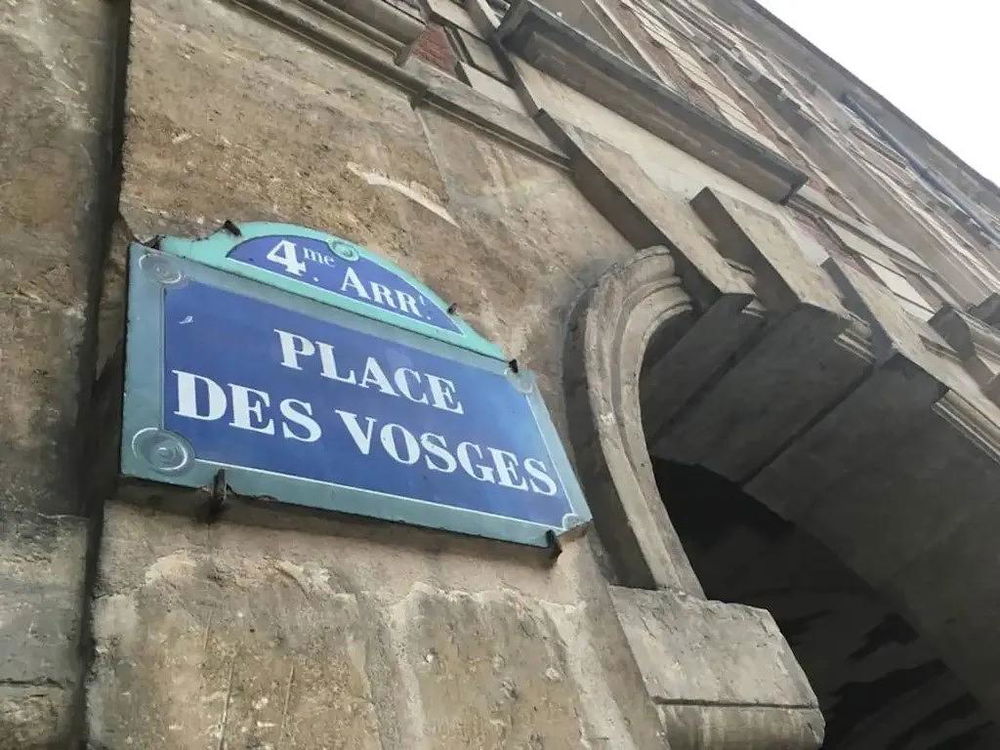 4me ARRt.
PLACE
DES VOSGES